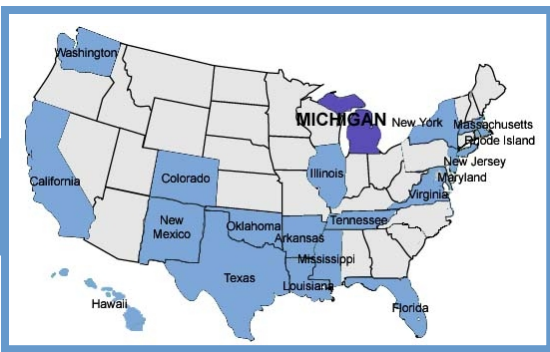 Washington
MICHIGAN
New York
Massachusetts
Rhode Island
New Jersey
Maryland
Illinois
Colorado
California
Virginia
New
Mexico
Oklahoma
Tennessee
Arkansas
Mississippi
Texas
Louisiana
Hawaii
Florida